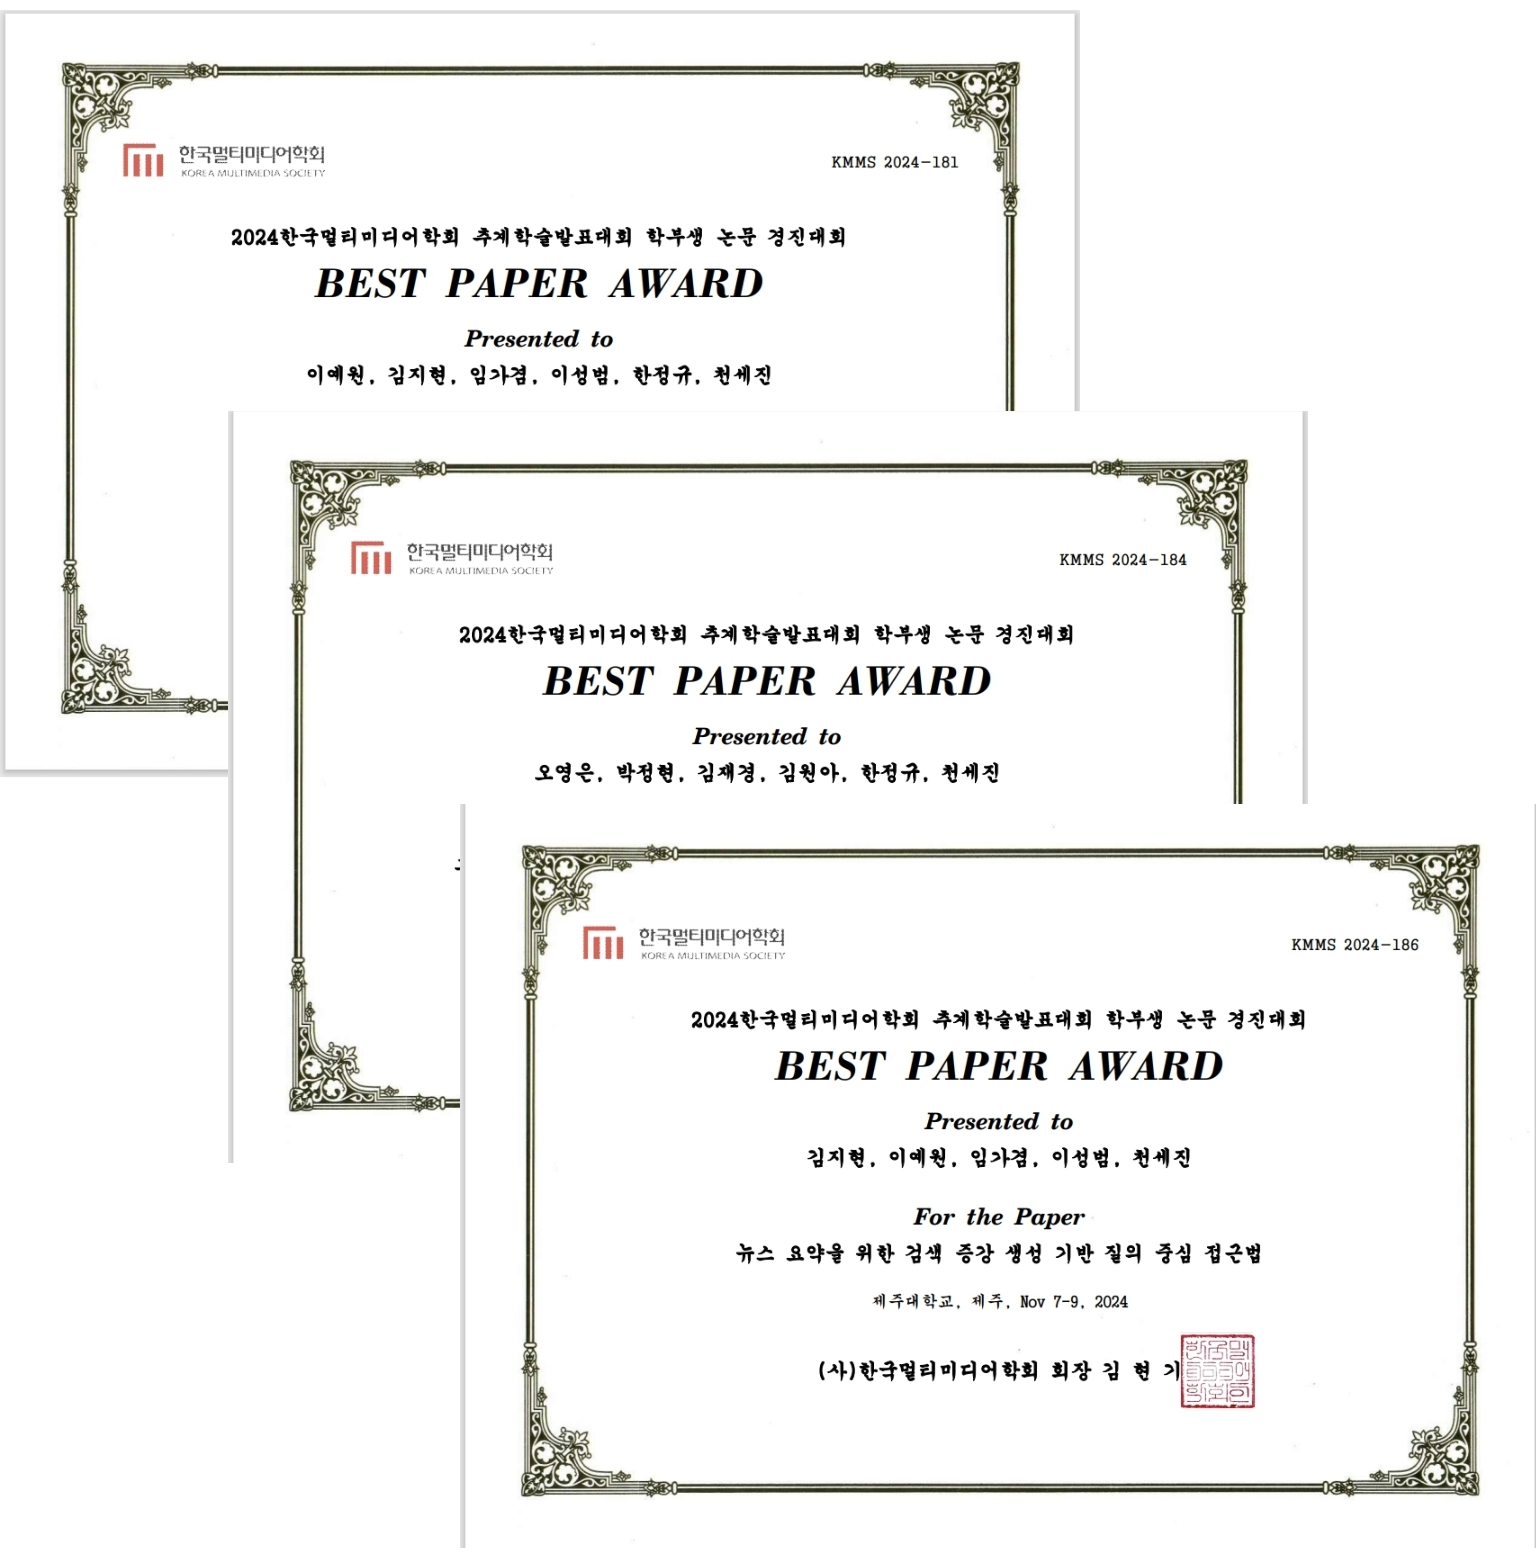 한국멀티미디어학회
KOREA MULTIMEDIA SOCIETY
KMMS 2024-181
2024한국멀티미디어학회 추계학술발표대회 학부생 논문 경진대회
BEST PAPER AWARD
Presented to
이예원, 김지현, 임가겸, 이성범, 한정규, 천세진
한국멀티미디어학회
KOREA MULTIMEDIA SOCIETY
KMMS 2024-184
2024한국멀티미디어학회 추계학술발표대회 학부생 논문 경진대회
BEST PAPER AWARD
Presented to
오영은, 박정현, 김재경, 김원아, 한정규, 천세진
한국멀티미디어학회
KOREA MULTIMEDIA SOCIETY
KMMS 2024-186
2024한국멀티미디어학회 추계학술발표대회 학부생 논문 경진대회
BEST PAPER AWARD
Presented to
김지현, 이예원, 임가겸, 이성범, 천세진
For the Paper
뉴스 요약을 위한 검색 증강 생성 기반 질의 중심 접근법
제주대학교, 제주, Nov 7-9, 2024
(사)한국멀티미디어학회 회장 김 현 기